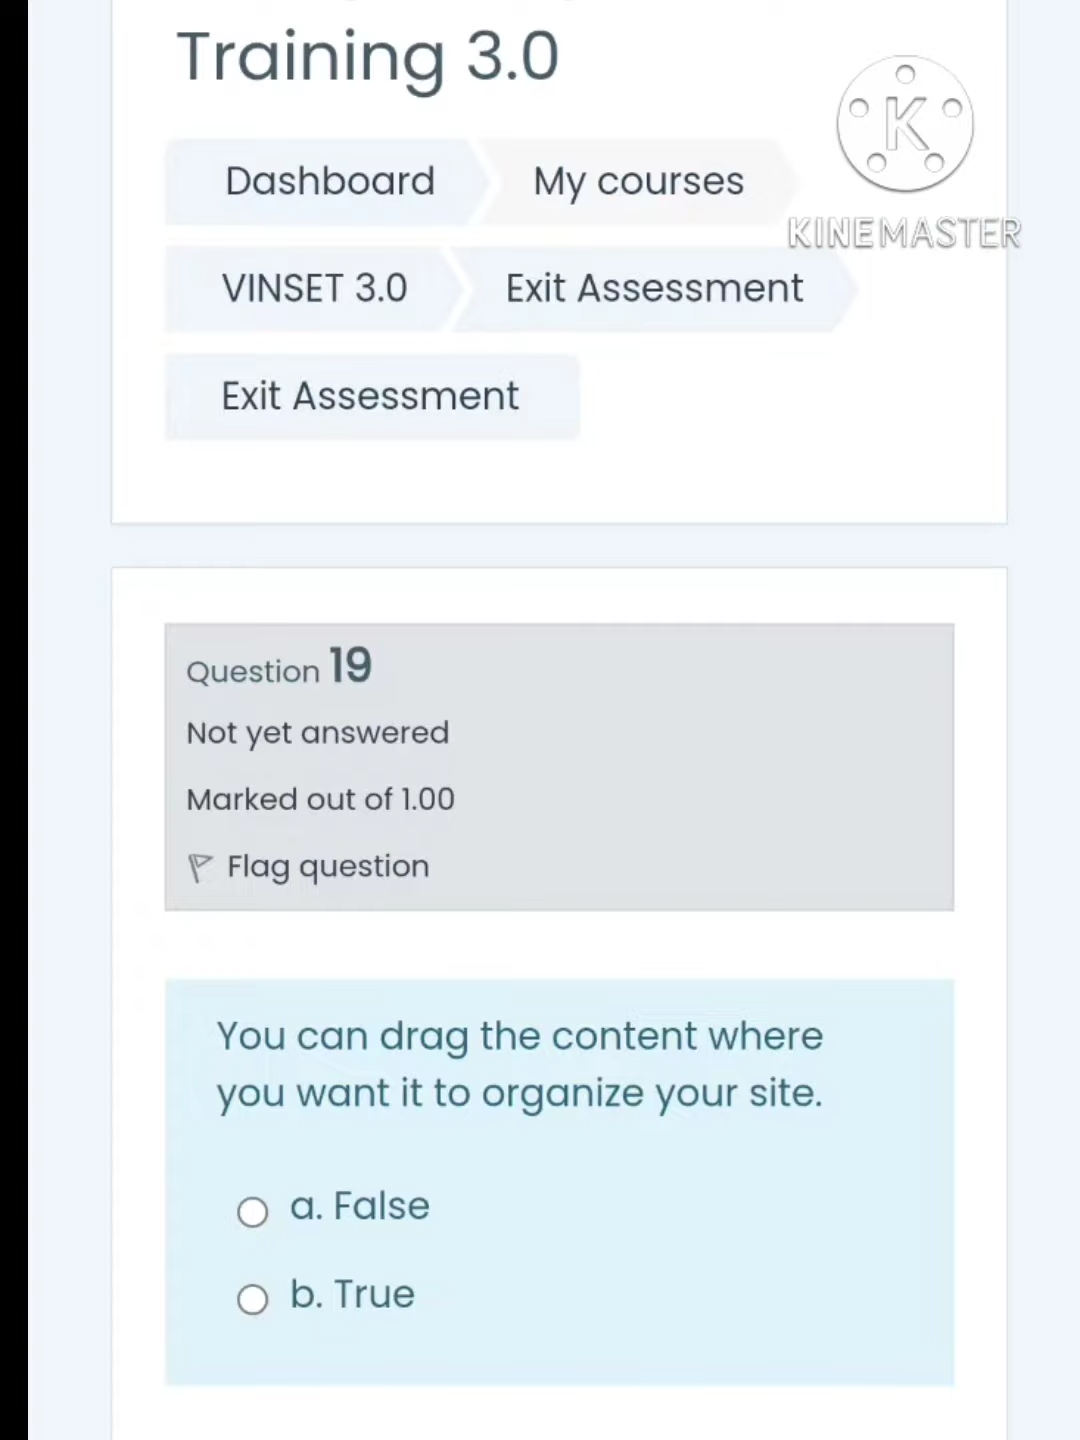 Training 3.0
K
KINEMASTER
Dashboard
My courses
VINSET 3.0
Exit Assessment
Exit Assessment
Question 19
Not yet answered
Marked out of 1.00
Flag question
You can drag the content where
you want it to organize your site.
a. False
b. True